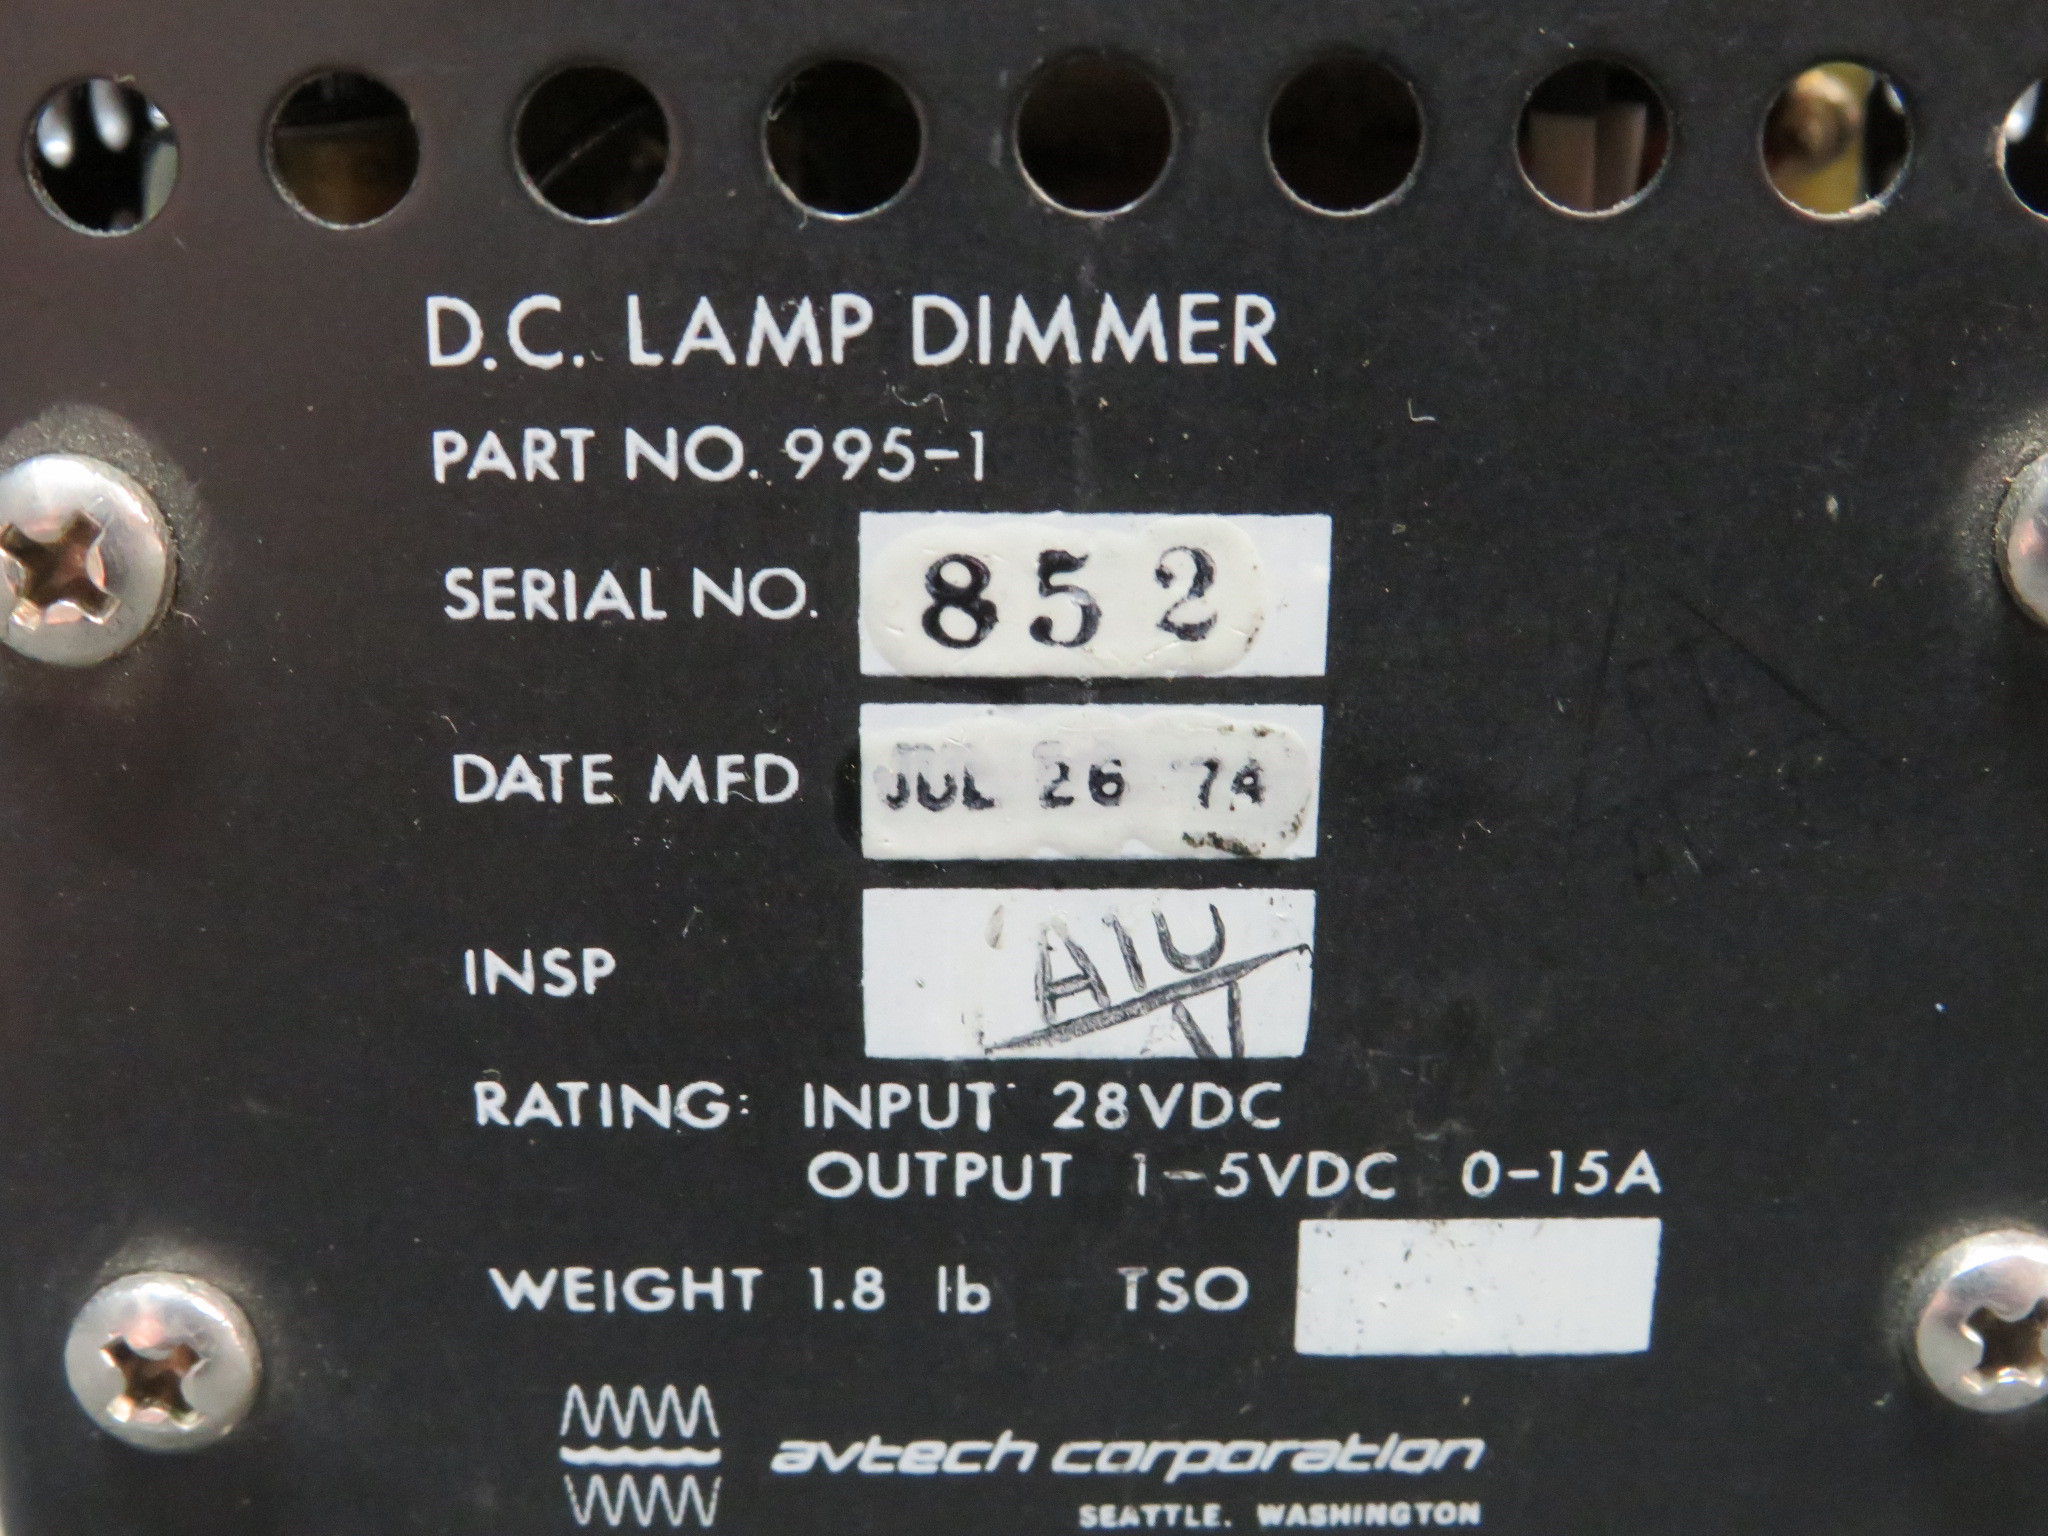 D.C. LAMP DIMMER
PART NO. 995-1
SERIAL NO. 852
DATE MFD JUL 26 74
INSP
RATING: INPUT 28VDC
OUTPUT 1-5VDC 0-15A
WEIGHT 1.8 lb TSO
avtech corporation
SEATTLE, WASHINGTON